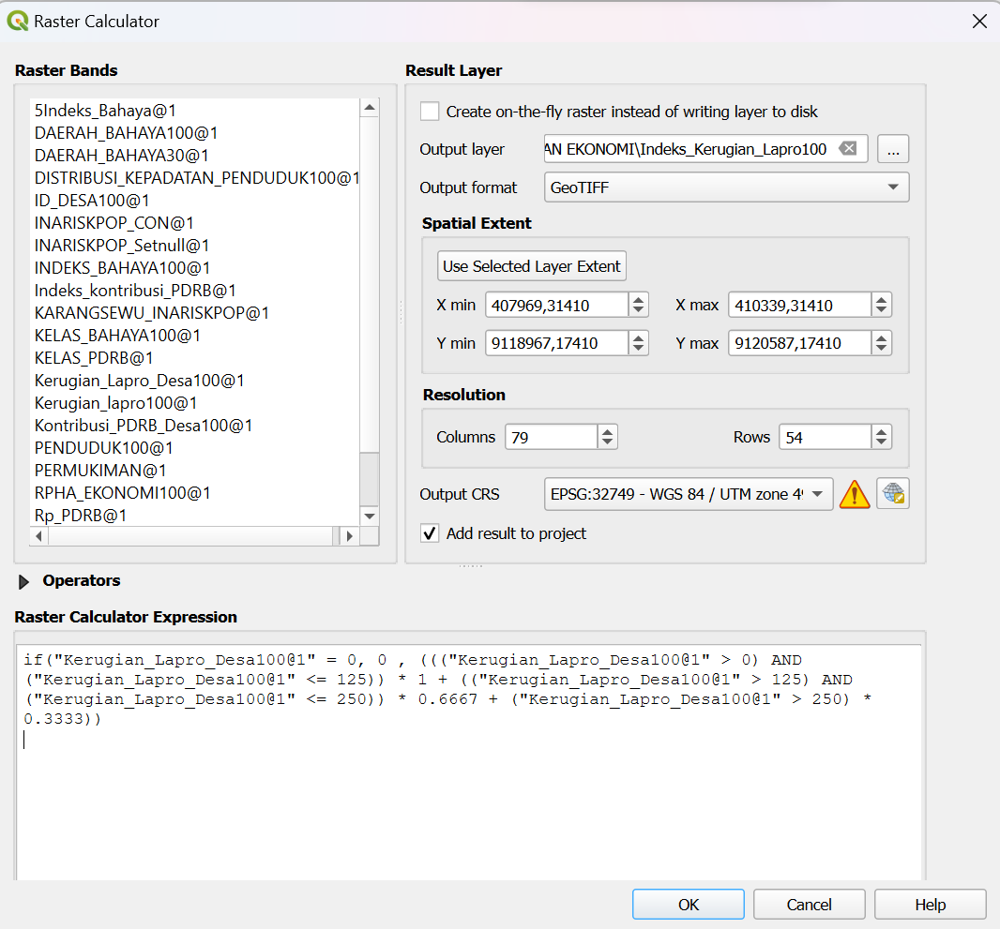 Raster Calculator
Raster Bands
5Indeks_Bahaya@1
DAERAH_BAHAYA100@1
DAERAH_BAHAYA30@1
DISTRIBUSI_KEPADATAN_PENDUDUK100@1
ID_DESA100@1
INARISKPOP_CON@1
INARISKPOP_Setnull@1
INDEKS_BAHAYA100@1
Indeks_kontribusi_PDRB@1
KARANGSEWU_INARISKPOP@1
KELAS_BAHAYA100@1
KELAS_PDRB@1
Kerugian_Lapro_Desa100@1
Kerugian_lapro100@1
Kontribusi_PDRB_Desa100@1
PENDUDUK100@1
PERMUKIMAN@1
RPHA_EKONOMI100@1
Rp_PDRB@1
Result Layer
Create on-the-fly raster instead of writing layer to disk
Output layer AN EKONOMI\Indeks_Kerugian_Lapro100 ...
Output format GeoTIFF
Spatial Extent
Use Selected Layer Extent
X min 407969,31410 X max 410339,31410
Y min 9118967,17410 Y max 9120587,17410
Resolution
Columns 79 Rows 54
Output CRS EPSG:32749 - WGS 84 / UTM zone 49
Add result to project
Operators
Raster Calculator Expression
if("Kerugian_Lapro_Desa100@1" = 0, 0 , ((("Kerugian_Lapro_Desa100@1" > 0) AND
("Kerugian_Lapro_Desa100@1" <= 125)) * 1 + (("Kerugian_Lapro_Desa100@1" > 125) AND
("Kerugian_Lapro_Desa100@1" <= 250)) * 0.6667 + ("Kerugian_Lapro_Desa100@1" > 250) *
0.3333))
OK Cancel Help